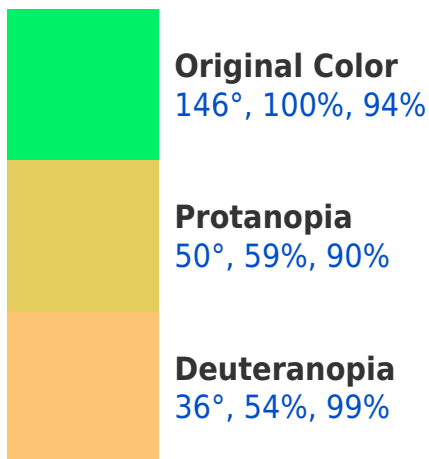 Original Color
146°, 100%, 94%
Protanopia
50°, 59%, 90%
Deuteranopia
36°, 54%, 99%